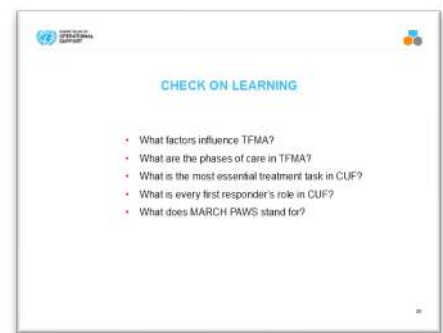 OPERATIONAL
SUPPORT
CHECK ON LEARNING
• What factors influence TFMA?
• What are the phases of care in TFMA?
• What is the most essential treatment task in CUF?
• What is every first responder's role in CUF?
• What does MARCH PAWS stand for?